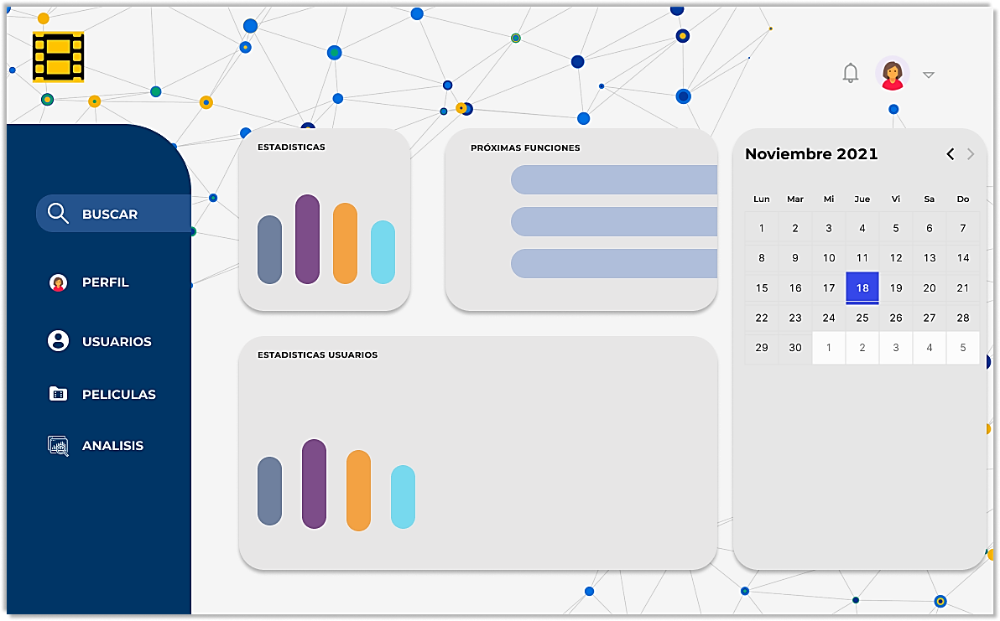 BUSCAR
PERFIL
USUARIOS
PELICULAS
ANALISIS
ESTADISTICAS
PRÓXIMAS FUNCIONES
ESTADISTICAS USUARIOS
Noviembre 2021
Lun Mar Mi Jue Vi Sa Do
1 2 3 4 5 6 7
8 9 10 11 12 13 14
15 16 17 18 19 20 21
22 23 24 25 26 27 28
29 30 1 2 3 4 5